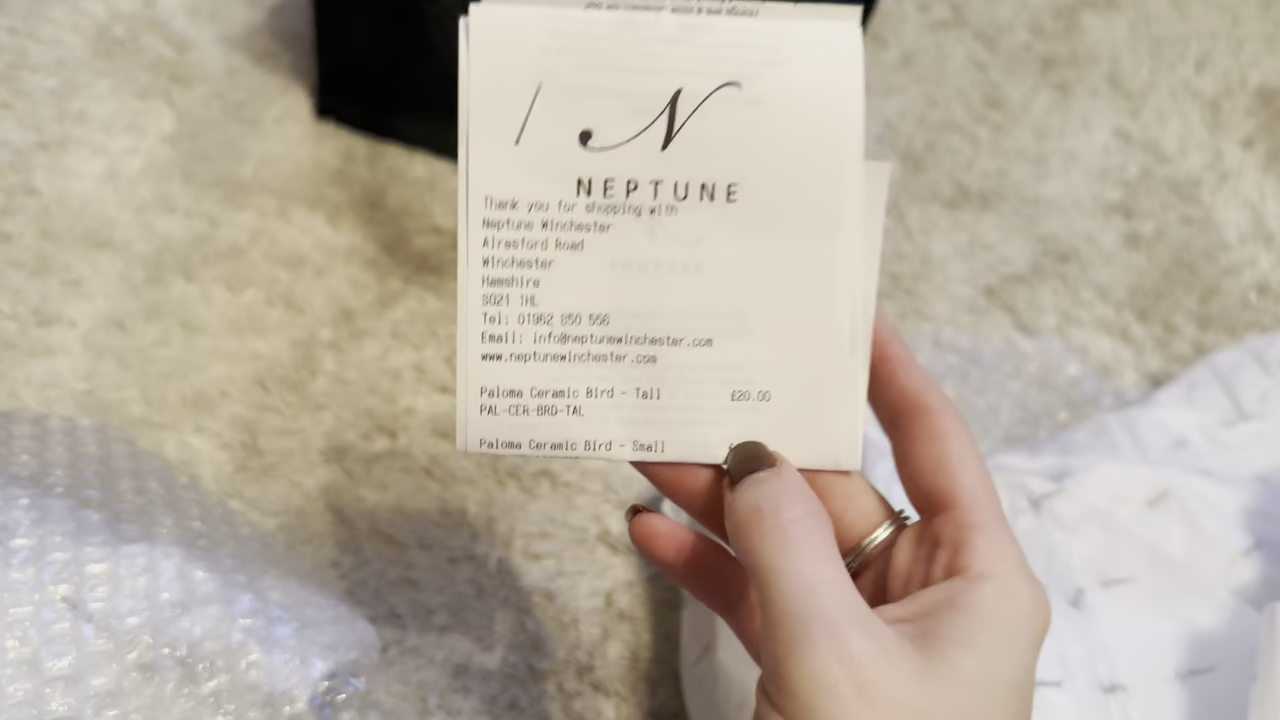 N
NEPTUNE
Thank you for shopping with
Neptune Winchester
Alresford Road
Winchester
Hamshire
SO21 1HL
Tel: 01962 850 556
Email: info@neptunewinchester.com
www.neptunewinchester.com
Paloma Ceramic Bird - Tall £20.00
PAL-CER-BRD-TAL
Paloma Ceramic Bird - Small